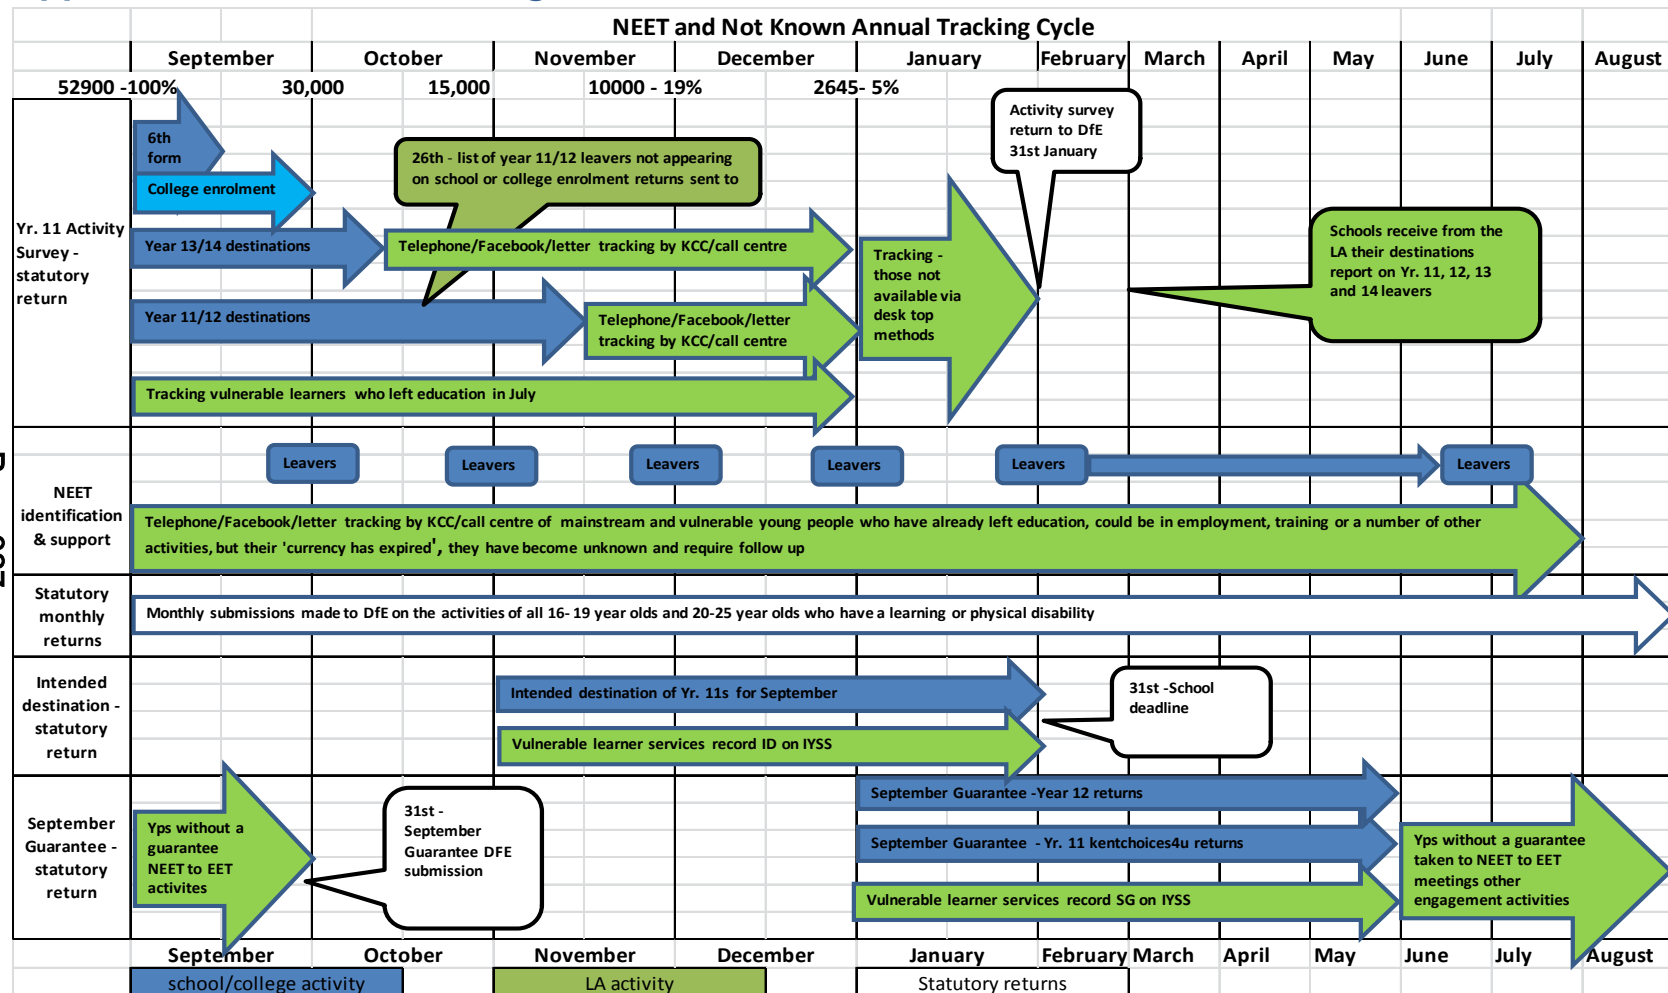 NEET and Not Known Annual Tracking Cycle
September October November December January February March April May June July August
52900 -100% 30,000 15,000 10000 - 19% 2645- 5%
Yr. 11 Activity
Survey -
statutory
return
6th
form
College enrolment
Year 13/14 destinations
Year 11/12 destinations
26th - list of year 11/12 leavers not appearing
on school or college enrolment returns sent to
Telephone/Facebook/letter tracking by KCC/call centre
Telephone/Facebook/letter
tracking by KCC/call centre
Tracking vulnerable learners who left education in July
Tracking -
those not
available via
desk top
methods
Activity survey
return to DfE
31st January
Schools receive from the
LA their destinations
report on Yr. 11, 12, 13
and 14 leavers
NEET
identification
& support
Leavers Leavers Leavers Leavers Leavers Leavers
Telephone/Facebook/letter tracking by KCC/call centre of mainstream and vulnerable young people who have already left education, could be in employment, training or a number of other
activities, but their 'currency has expired', they have become unknown and require follow up
Statutory
monthly
returns
Monthly submissions made to DfE on the activities of all 16- 19 year olds and 20-25 year olds who have a learning or physical disability
Intended
destination -
statutory
return
Intended destination of Yr. 11s for September
Vulnerable learner services record ID on IYSS
31st -School
deadline
September
Guarantee -
statutory
return
Yps without a
guarantee
NEET to EET
activites
31st -
September
Guarantee DFE
submission
September Guarantee -Year 12 returns
September Guarantee - Yr. 11 kentchoices4u returns
Vulnerable learner services record SG on IYSS
Yps without a guarantee
taken to NEET to EET
meetings other
engagement activities
September October November December January February March April May June July August
school/college activity LA activity Statutory returns